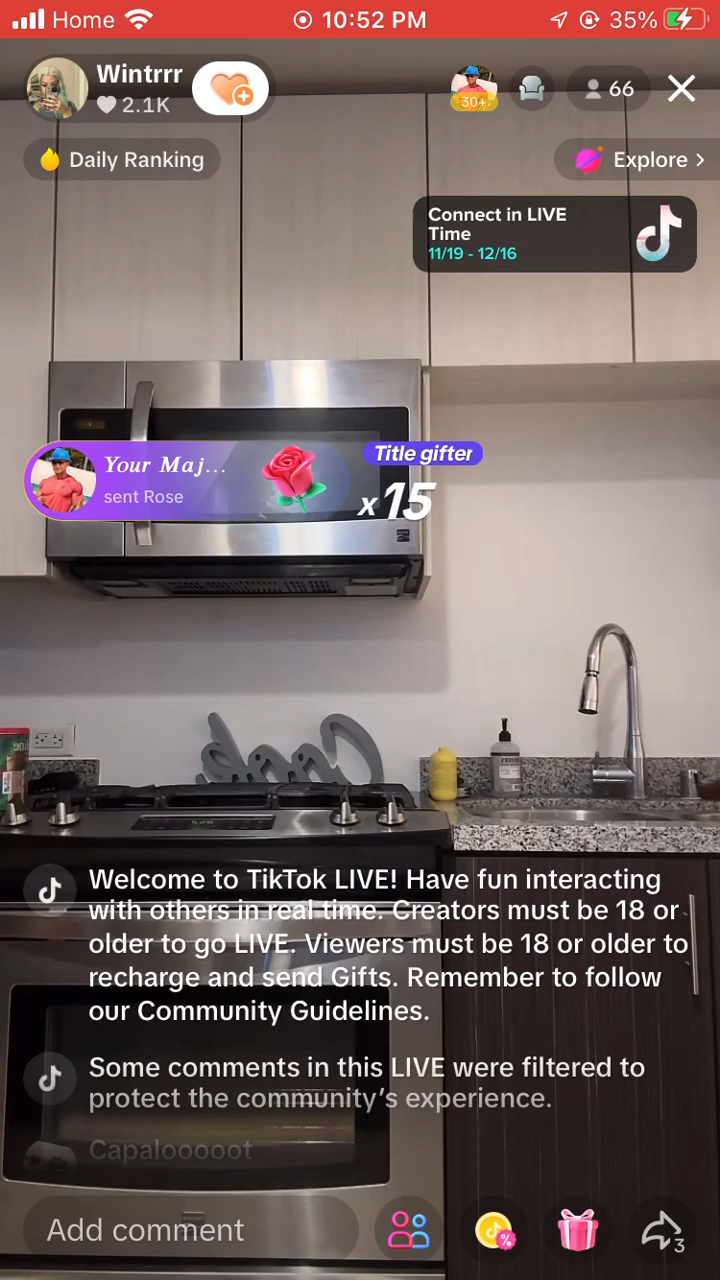 Home 10:52 PM 35%
Wintrrr
2.1K
30+
66
Daily Ranking
Explore >
Connect in LIVE
Time
11/19 - 12/16
Title gifter
Your Maj...
sent Rose
x15
Welcome to TikTok LIVE! Have fun interacting
with others in real time. Creators must be 18 or
older to go LIVE. Viewers must be 18 or older to
recharge and send Gifts. Remember to follow
our Community Guidelines.
Some comments in this LIVE were filtered to
protect the community's experience.
Capalooooot
Add comment
3